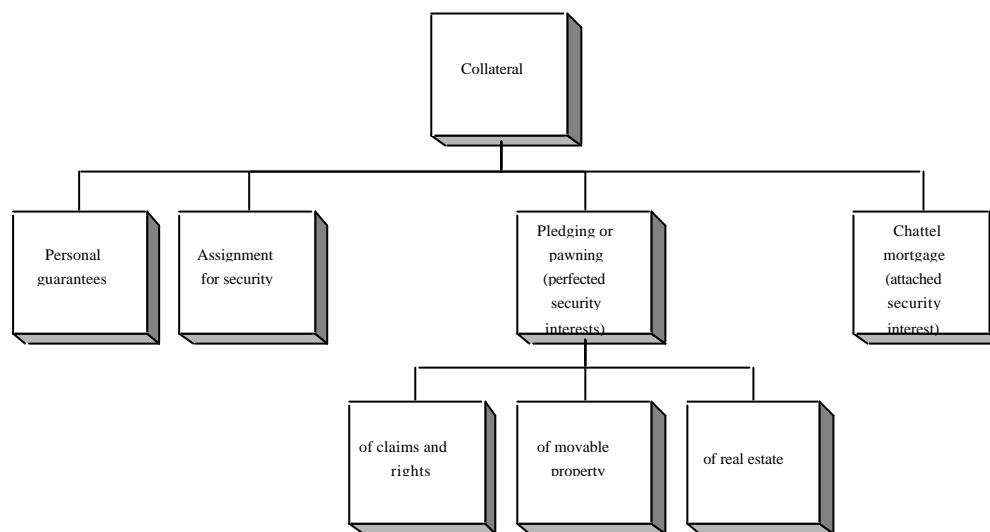 Collateral
Personal
guarantees
Assignment
for security
Pledging or
pawning
(perfected
security
interests)
Chattel
mortgage
(attached
security
interest)
of claims and
rights
of movable
property
of real estate